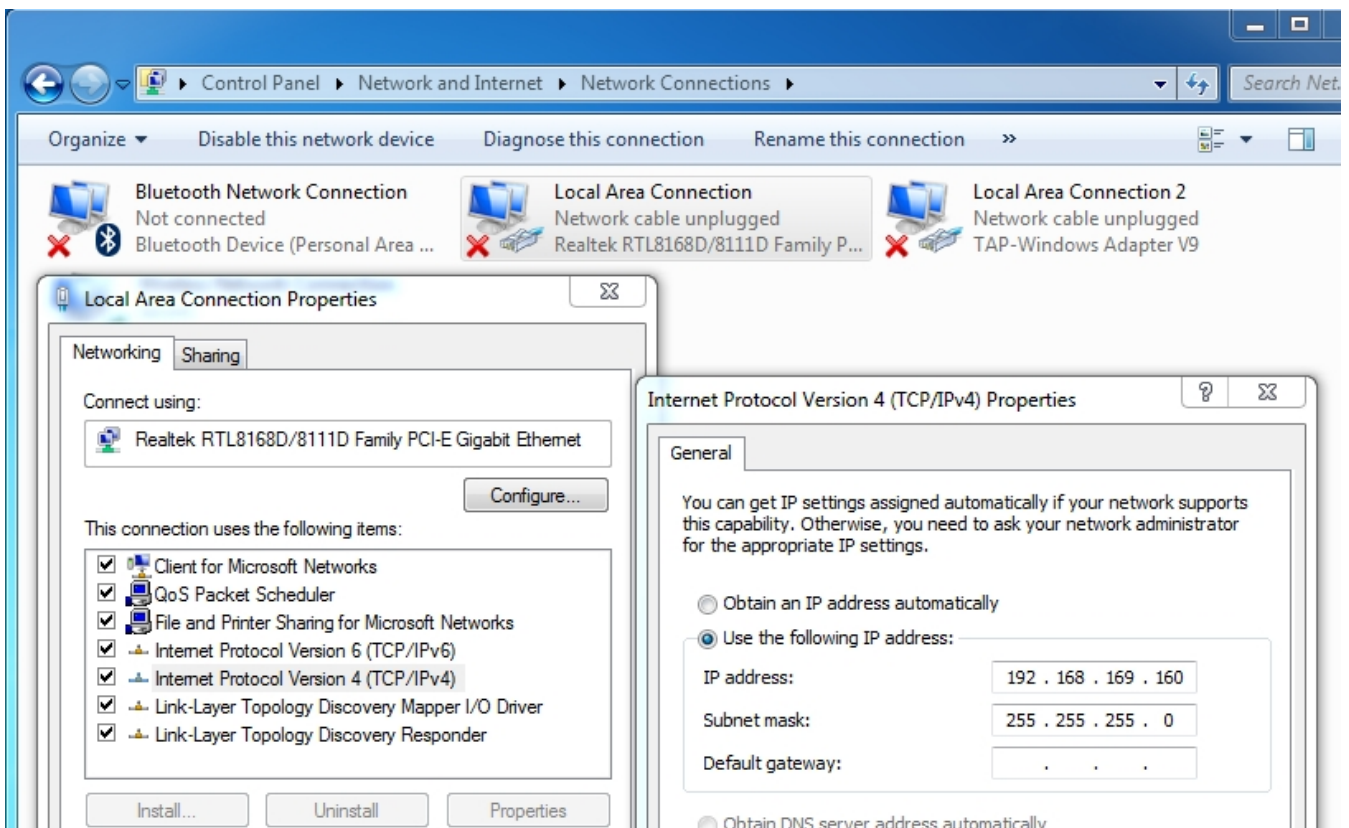 Control Panel Network and Internet Network Connections
Search Net.
Organize Disable this network device Diagnose this connection Rename this connection »
Bluetooth Network Connection
Not connected
Bluetooth Device (Personal Area ...
Local Area Connection
Network cable unplugged
Realtek RTL8168D/8111D Family P...
Local Area Connection 2
Network cable unplugged
TAP-Windows Adapter V9
Local Area Connection Properties
Networking Sharing
Connect using:
Realtek RTL8168D/8111D Family PCI-E Gigabit Ethernet
Configure...
This connection uses the following items:
Client for Microsoft Networks
QoS Packet Scheduler
File and Printer Sharing for Microsoft Networks
Internet Protocol Version 6 (TCP/IPv6)
Internet Protocol Version 4 (TCP/IPv4)
Link-Layer Topology Discovery Mapper I/O Driver
Link-Layer Topology Discovery Responder
Install... Uninstall Properties
Internet Protocol Version 4 (TCP/IPv4) Properties
General
You can get IP settings assigned automatically if your network supports
this capability. Otherwise, you need to ask your network administrator
for the appropriate IP settings.
Obtain an IP address automatically
Use the following IP address:
IP address: 192 . 168 . 169 . 160
Subnet mask: 255 . 255 . 255 . 0
Default gateway: . . .
Obtain DNS server address automatically